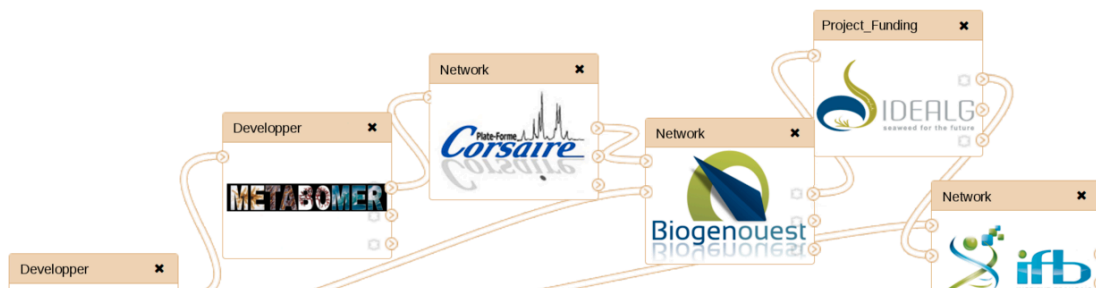 Project_Funding
IDEALG
seaweed for the future
Network
Plate-Forme
Corsaire
Developper
METABOMER
Network
Biogenouest
Network
ifb
Developper